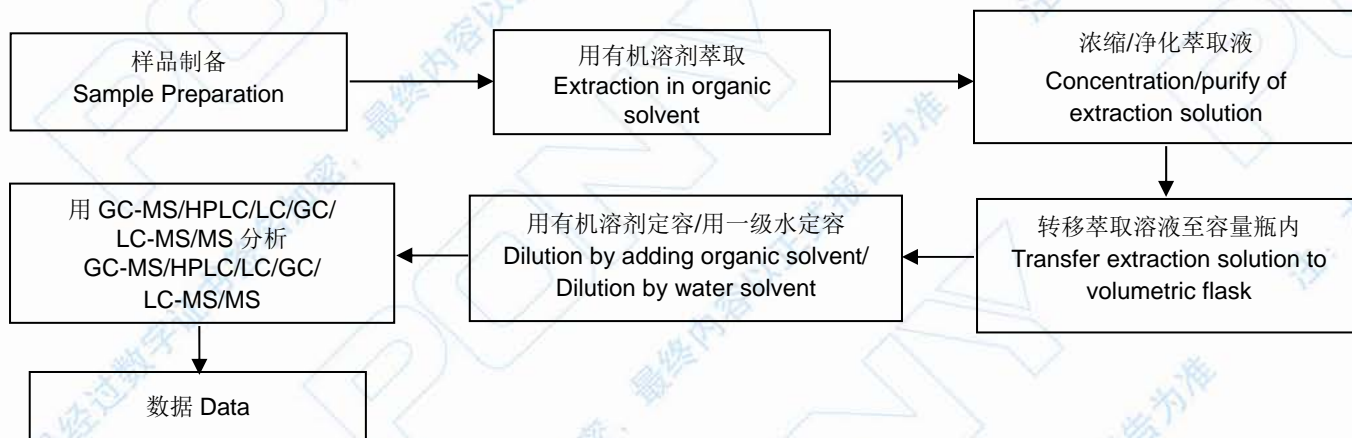 样品制备
Sample Preparation
用有机溶剂萃取
Extraction in organic
solvent
浓缩/净化萃取液
Concentration/purify of
extraction solution
转移萃取溶液至容量瓶内
Transfer extraction solution to
volumetric flask
用有机溶剂定容/用一级水定容
Dilution by adding organic solvent/
Dilution by water solvent
用 GC-MS/HPLC/LC/GC/
LC-MS/MS 分析
GC-MS/HPLC/LC/GC/
LC-MS/MS
数据 Data
PONY